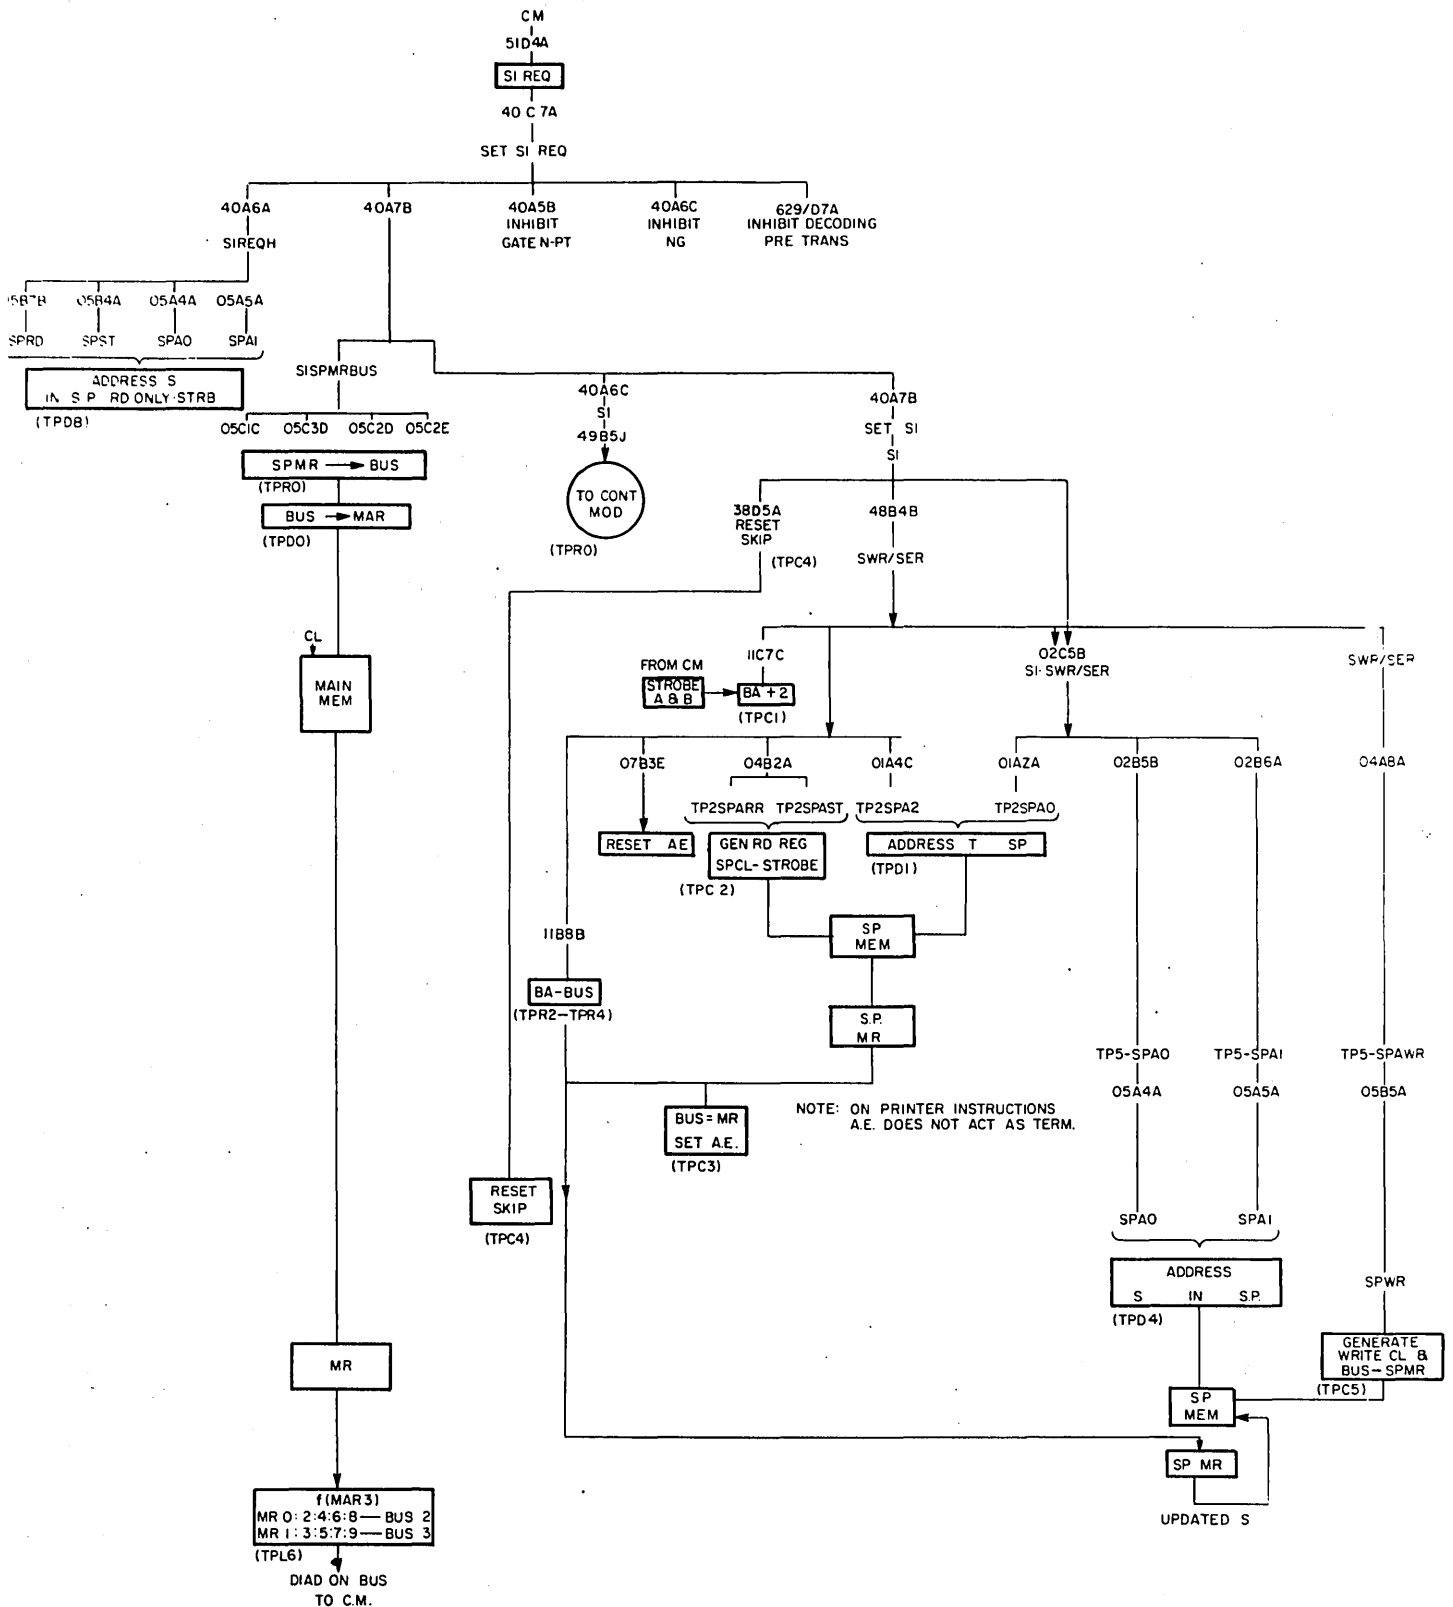 CM
51D4A
SI REQ
40C7A
SET SI REQ
40A6A
40A7B
40A5B
INHIBIT
GATE N-PT
40A6C
INHIBIT
NG
629/D7A
INHIBIT DECODING
PRE TRANS
SIREQH
05B4A
05A4A
05A5A
SPRD
SPST
SPA0
SPA1
ADDRESS S
IN S P RD ONLY·STRB
(TPD8)
SISPMRBUS
05C1C
05C3D
05C2D
05C2E
SPMR → BUS
(TPR0)
BUS → MAR
(TPD0)
40A6C
SI
49B5J
TO CONT
MOD
(TPR0)
40A7B
SET SI
SI
38D5A
RESET
SKIP
(TPC4)
48B4B
SWR/SER
CL
MAIN
MEM
FROM CM
STROBE
A & B
11C7C
BA + 2
(TPC1)
02C5B
SI·SWR/SER
SWR/SER
07B3E
04B2A
01A4C
01A2A
02B5B
02B6A
04A8A
TP2SPARR
TP2SPAST
TP2SPA2
TP2SPA0
RESET AE
GEN RD REG
SPCL-STROBE
(TPC 2)
ADDRESS T SP
(TPD1)
11B8B
SP
MEM
BA-BUS
(TPR2-TPR4)
S.P.
MR
TP5-SPA0
TP5-SPA1
TP5-SPAWR
05A4A
05A5A
05B5A
BUS = MR
SET A.E.
(TPC3)
NOTE: ON PRINTER INSTRUCTIONS
A.E. DOES NOT ACT AS TERM.
RESET
SKIP
(TPC4)
SPA0
SPA1
ADDRESS
S IN S.P.
(TPD4)
SPWR
GENERATE
WRITE CL &
BUS-SPMR
(TPC5)
MR
SP
MEM
SP MR
UPDATED S
f(MAR3)
MR 0: 2:4:6:8 — BUS 2
MR 1: 3:5:7:9 — BUS 3
(TPL6)
DIAD ON BUS
TO C.M.